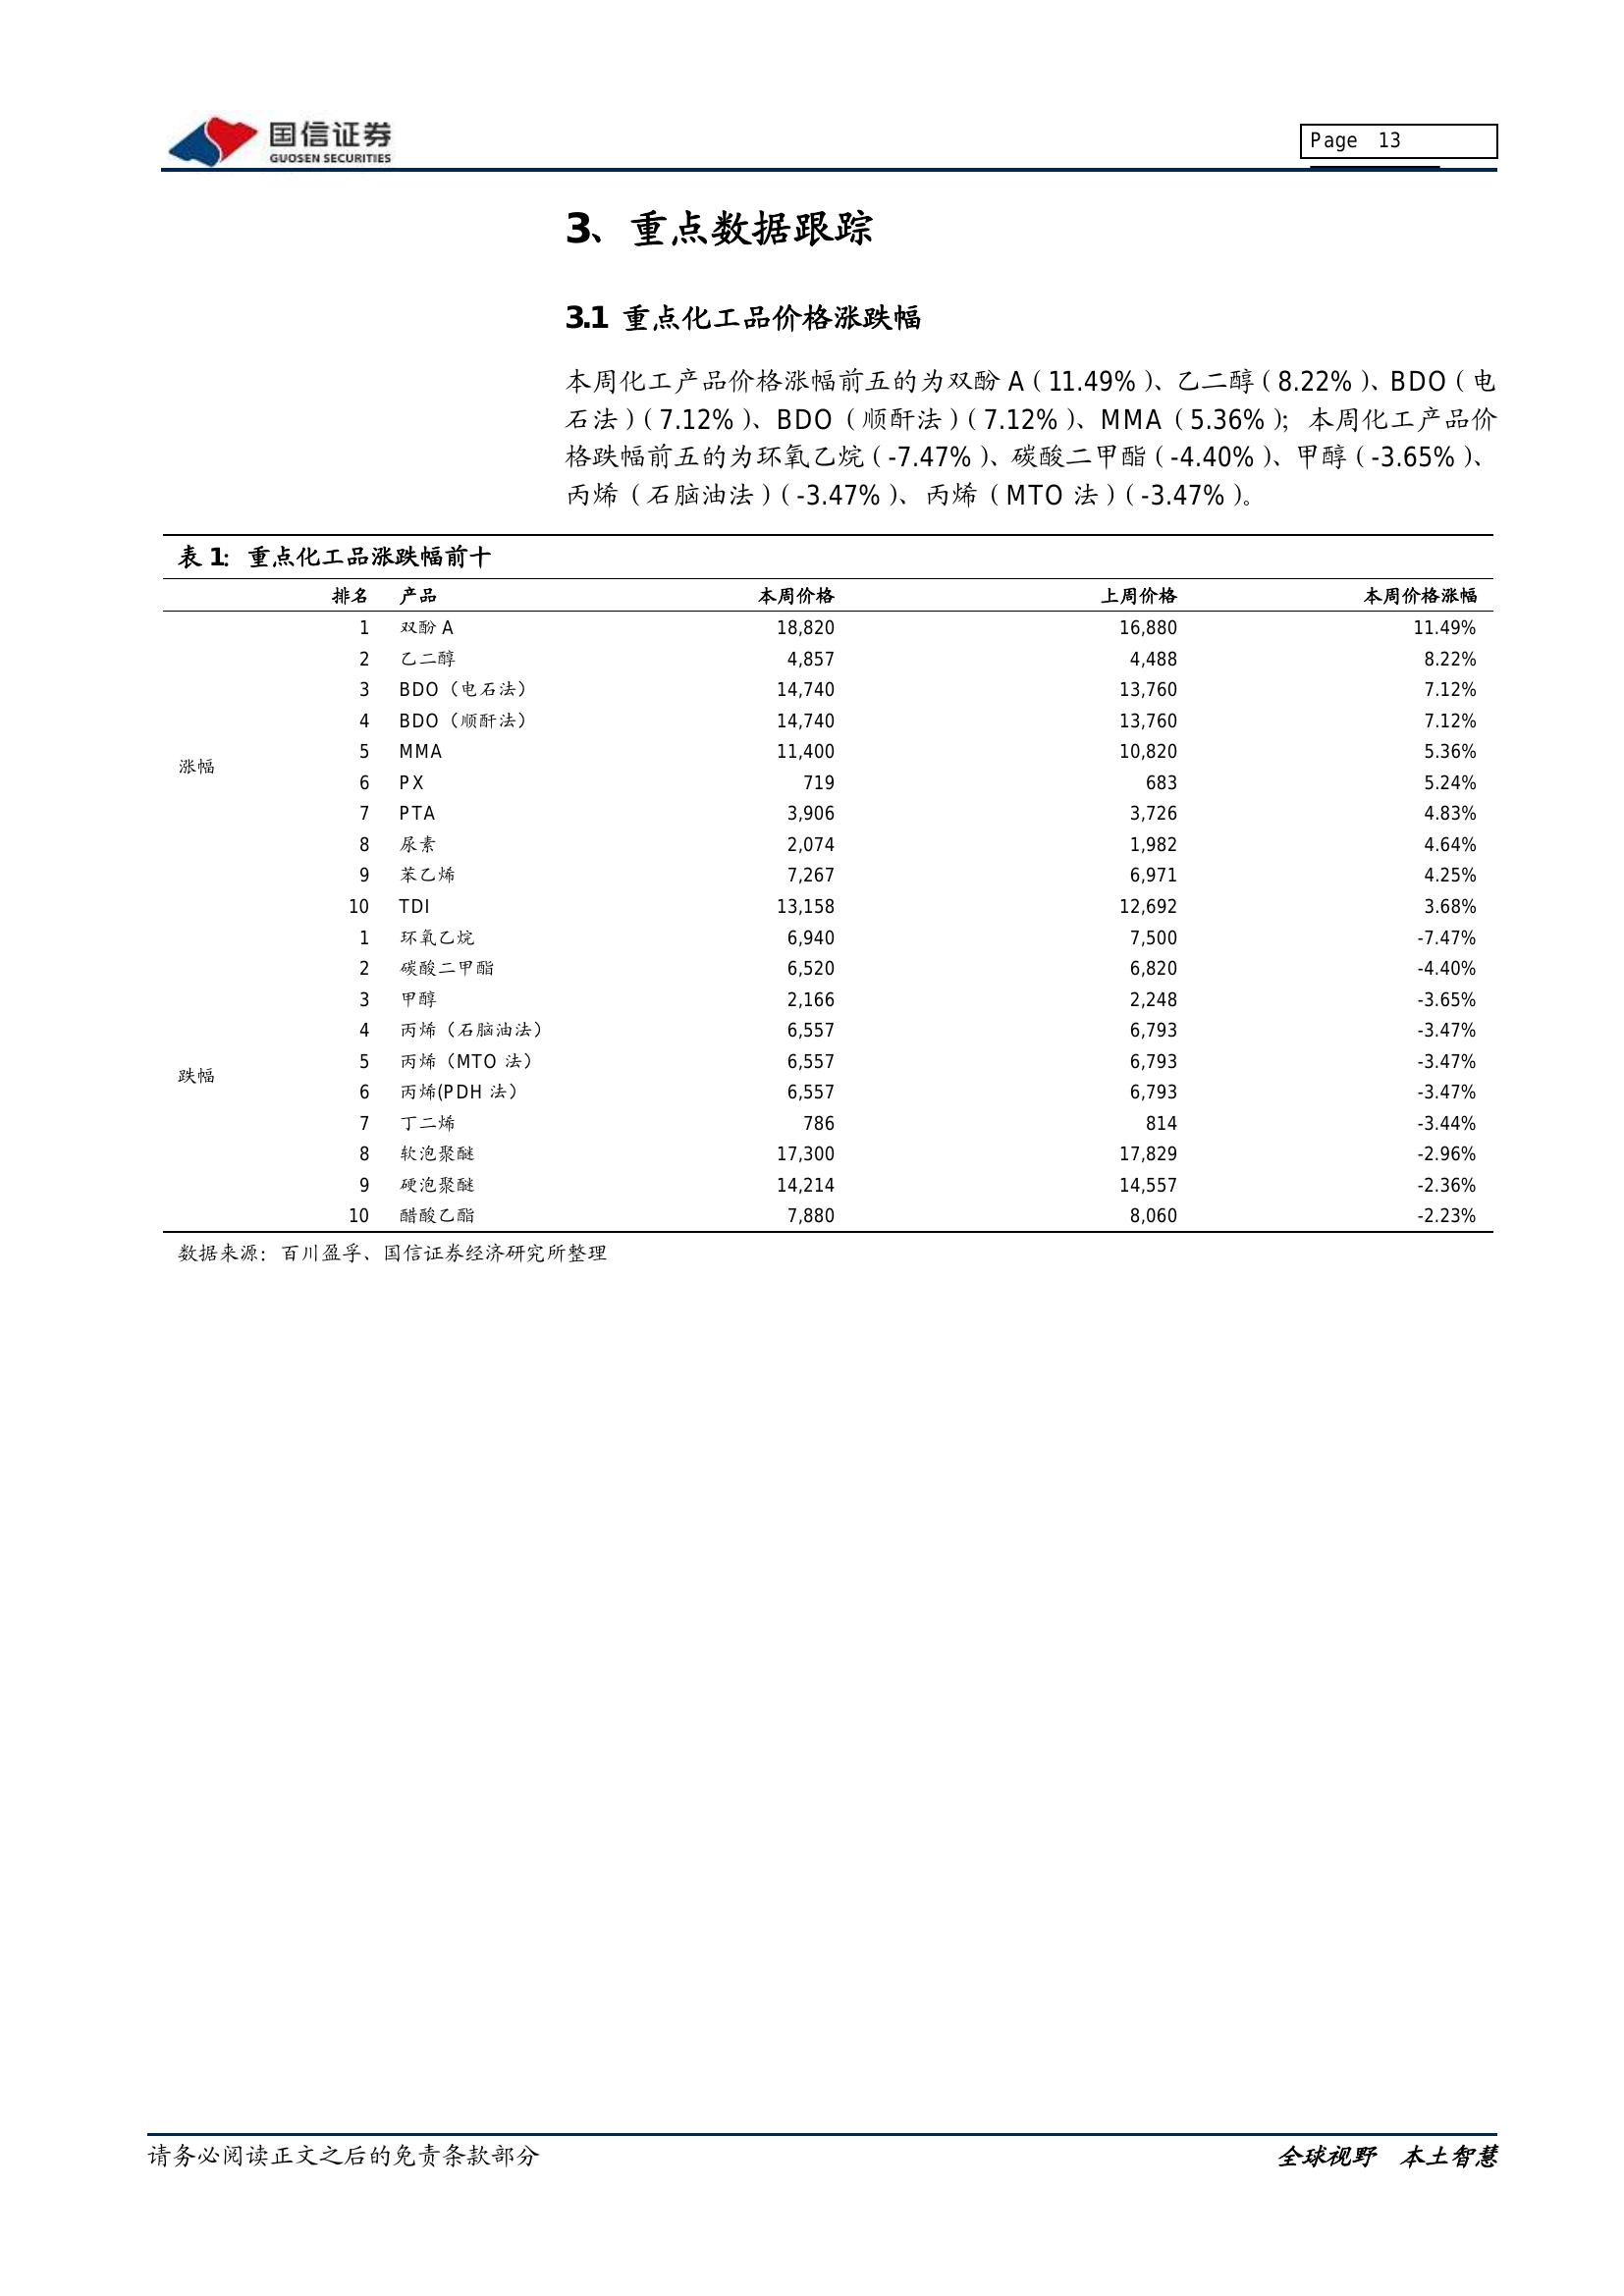 国信证券
GUOSEN SECURITIES
Page 13
3、重点数据跟踪
3.1 重点化工品价格涨跌幅
本周化工产品价格涨幅前五的为双酚 A（11.49%）、乙二醇（8.22%）、BDO（电
石法）（7.12%）、BDO（顺酐法）（7.12%）、MMA（5.36%）；本周化工产品价
格跌幅前五的为环氧乙烷（-7.47%）、碳酸二甲酯（-4.40%）、甲醇（-3.65%）、
丙烯（石脑油法）（-3.47%）、丙烯（MTO 法）（-3.47%）。
表 1：重点化工品涨跌幅前十
排名 产品 本周价格 上周价格 本周价格涨幅
1 双酚 A 18,820 16,880 11.49%
2 乙二醇 4,857 4,488 8.22%
3 BDO（电石法） 14,740 13,760 7.12%
4 BDO（顺酐法） 14,740 13,760 7.12%
5 MMA 11,400 10,820 5.36%
涨幅
6 PX 719 683 5.24%
7 PTA 3,906 3,726 4.83%
8 尿素 2,074 1,982 4.64%
9 苯乙烯 7,267 6,971 4.25%
10 TDI 13,158 12,692 3.68%
1 环氧乙烷 6,940 7,500 -7.47%
2 碳酸二甲酯 6,520 6,820 -4.40%
3 甲醇 2,166 2,248 -3.65%
4 丙烯（石脑油法） 6,557 6,793 -3.47%
5 丙烯（MTO 法） 6,557 6,793 -3.47%
跌幅
6 丙烯(PDH 法） 6,557 6,793 -3.47%
7 丁二烯 786 814 -3.44%
8 软泡聚醚 17,300 17,829 -2.96%
9 硬泡聚醚 14,214 14,557 -2.36%
10 醋酸乙酯 7,880 8,060 -2.23%
数据来源：百川盈孚、国信证券经济研究所整理
请务必阅读正文之后的免责条款部分
全球视野 本土智慧